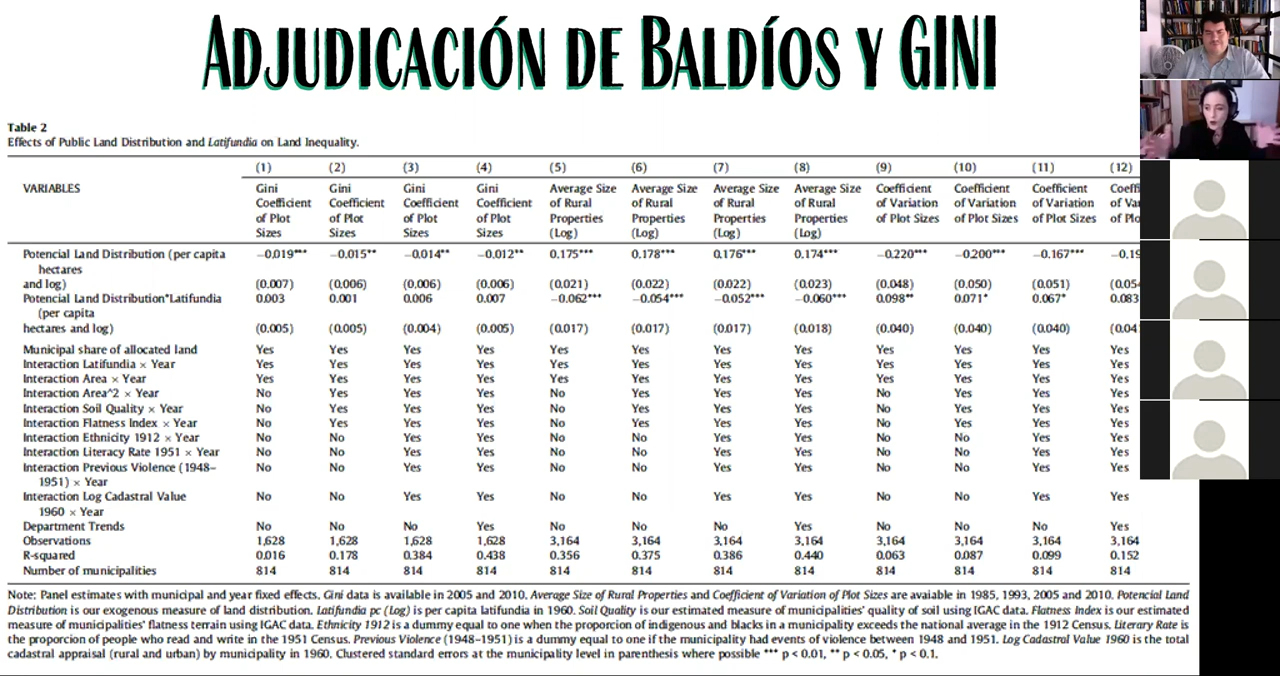 ADJUDICACIÓN DE BALDÍOS Y GINI
Table 2
Effects of Public Land Distribution and Latifundia on Land Inequality.
(1) (2) (3) (4) (5) (6) (7) (8) (9) (10) (11) (12)
VARIABLES Gini Gini Gini Gini Average Size Average Size Average Size Average Size Coefficient Coefficient Coefficient
Coefficient Coefficient Coefficient Coefficient of Rural of Rural of Rural of Rural of Variation of Variation of Variation
of Plot of Plot of Plot of Plot Properties Properties Properties Properties of Plot Sizes of Plot Sizes of Plot Sizes
Sizes Sizes Sizes Sizes (Log) (Log) (Log) (Log)
Potencial Land Distribution (per capita −0.019*** −0.015** −0.014** −0.012** 0.175*** 0.178*** 0.176*** 0.174*** −0.220*** −0.200*** −0.167*** −0.19
hectares
and log) (0.007) (0.006) (0.006) (0.006) (0.021) (0.022) (0.022) (0.023) (0.048) (0.050) (0.051) (0.054
Potencial Land Distribution*Latifundia 0.003 0.001 0.006 0.007 −0.062*** −0.054*** −0.052*** −0.060*** 0.098** 0.071* 0.067* 0.083
(per capita
hectares and log) (0.005) (0.005) (0.004) (0.005) (0.017) (0.017) (0.017) (0.018) (0.040) (0.040) (0.040) (0.04
Municipal share of allocated land Yes Yes Yes Yes Yes Yes Yes Yes Yes Yes Yes Yes
Interaction Latifundia × Year Yes Yes Yes Yes Yes Yes Yes Yes Yes Yes Yes Yes
Interaction Area × Year Yes Yes Yes Yes Yes Yes Yes Yes Yes Yes Yes Yes
Interaction Area^2 × Year No Yes Yes Yes No Yes Yes Yes No Yes Yes Yes
Interaction Soil Quality × Year No Yes Yes Yes No Yes Yes Yes No Yes Yes Yes
Interaction Flatness Index × Year No Yes Yes Yes No Yes Yes Yes No Yes Yes Yes
Interaction Ethnicity 1912 × Year No No Yes Yes No No Yes Yes No No Yes Yes
Interaction Literacy Rate 1951 × Year No No Yes Yes No No Yes Yes No No Yes Yes
Interaction Previous Violence (1948– No No Yes Yes No No Yes Yes No No Yes Yes
1951) × Year
Interaction Log Cadastral Value No No Yes Yes No No Yes Yes No No Yes Yes
1960 × Year
Department Trends No No No Yes No No No Yes No No No Yes
Observations 1,628 1,628 1,628 1,628 3,164 3,164 3,164 3,164 3,164 3,164 3,164 3,164
R-squared 0.016 0.178 0.384 0.438 0.356 0.375 0.386 0.440 0.063 0.087 0.099 0.152
Number of municipalities 814 814 814 814 814 814 814 814 814 814 814 814
Note: Panel estimates with municipal and year fixed effects. Gini data is available in 2005 and 2010. Average Size of Rural Properties and Coefficient of Variation of Plot Sizes are avaiable in 1985, 1993, 2005 and 2010. Potencial Land
Distribution is our exogenous measure of land distribution. Latifundia pc (Log) is per capita latifundia in 1960. Soil Quality is our estimated measure of municipalities' quality of soil using IGAC data. Flatness Index is our estimated
measure of municipalities' flatness terrain using IGAC data. Ethnicity 1912 is a dummy equal to one when the proporcion of indigenous and blacks in a municipality exceeds the national average in the 1912 Census. Literacy Rate is
the proporcion of people who read and write in the 1951 Census. Previous Violence (1948–1951) is a dummy equal to one if the municipality had events of violence between 1948 and 1951. Log Cadastral Value 1960 is the total
cadastral appraisal (rural and urban) by municipality in 1960. Clustered standard errors at the municipality level in parenthesis where possible *** p < 0.01, ** p < 0.05, * p < 0.1.